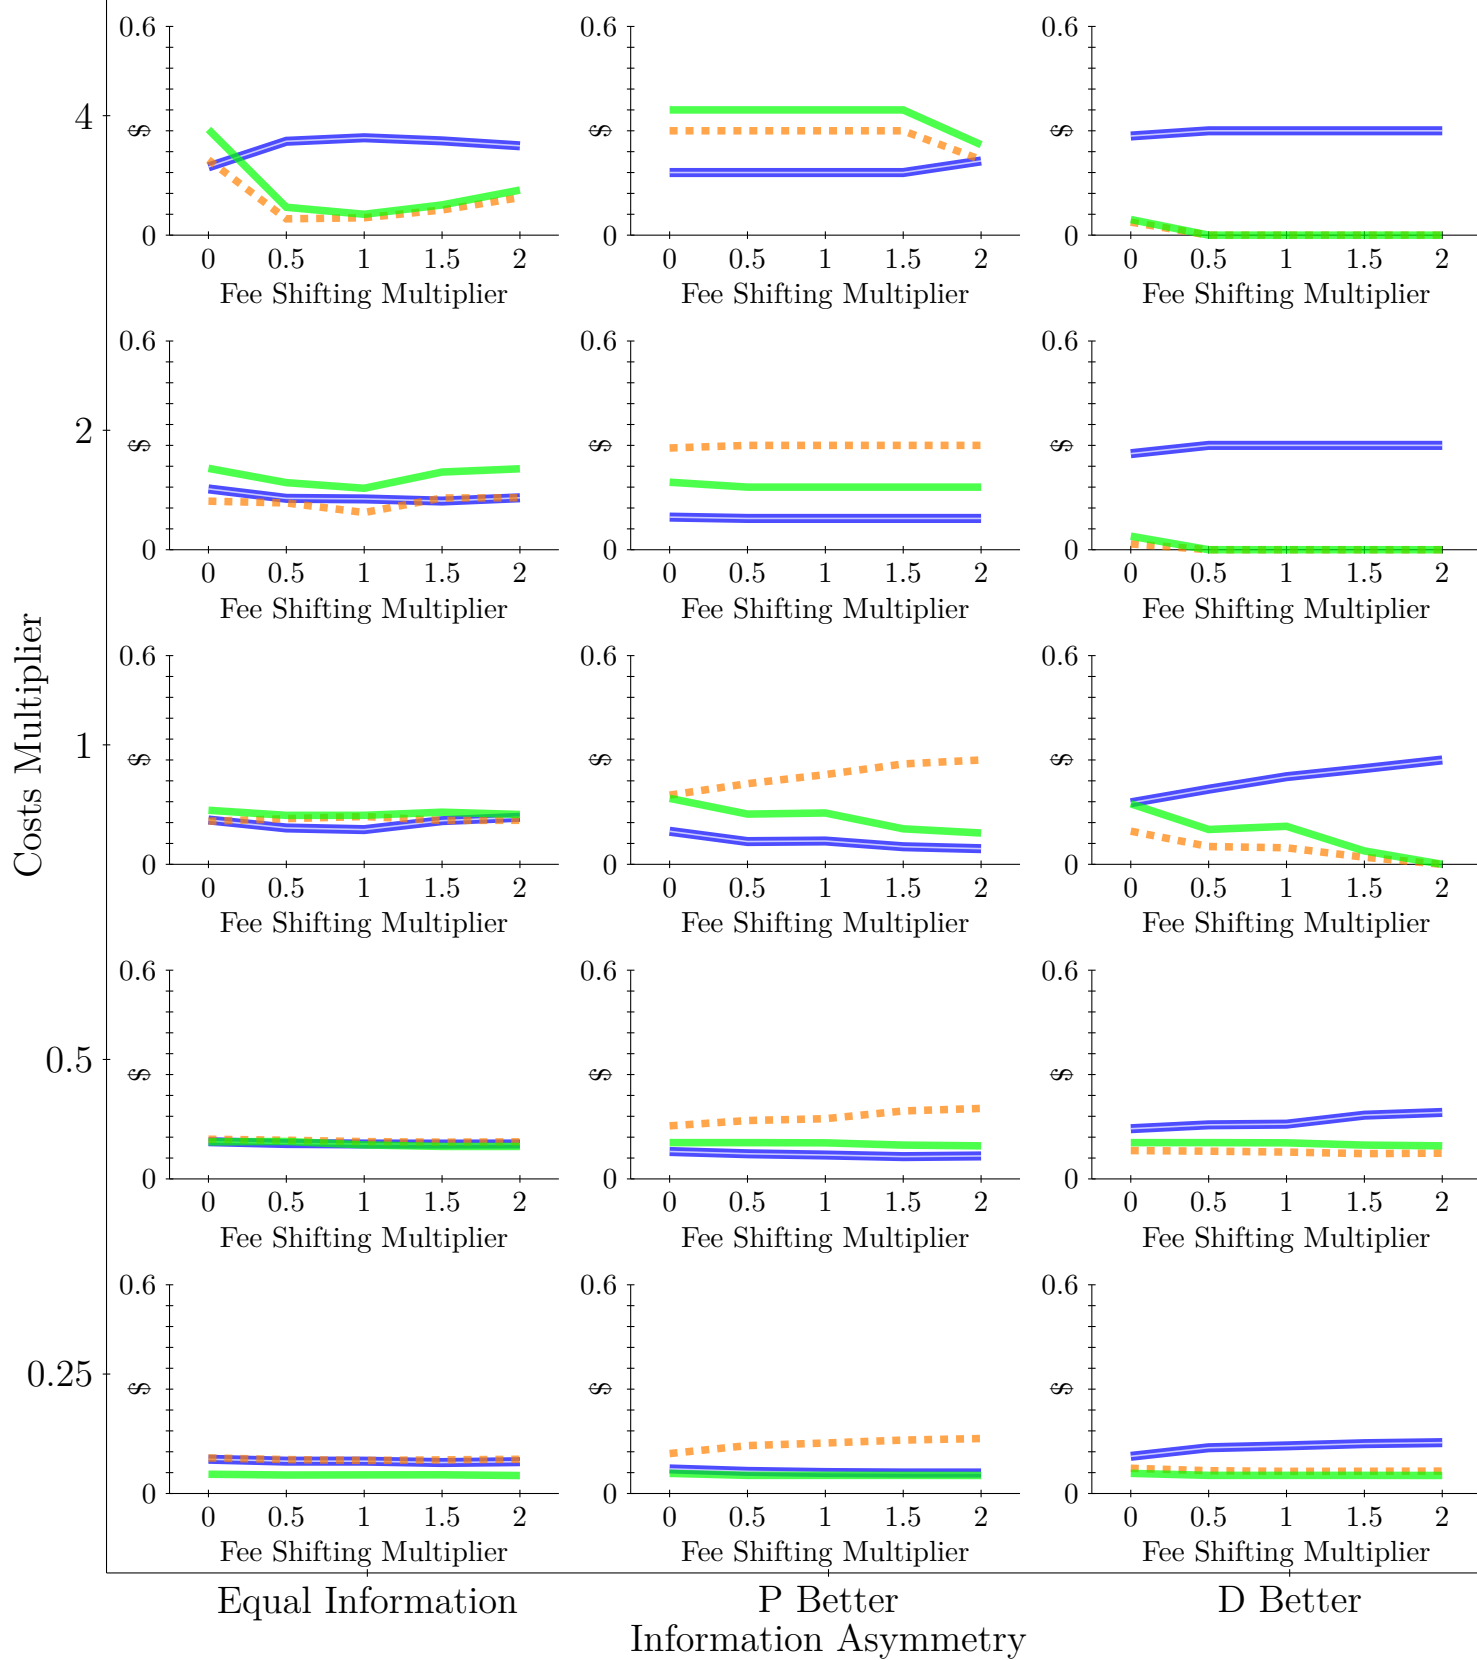 0.6 0.6 0.6
4 $ $ $
0 0 0
0 0.5 1 1.5 2 0 0.5 1 1.5 2 0 0.5 1 1.5 2
Fee Shifting Multiplier Fee Shifting Multiplier Fee Shifting Multiplier
0.6 0.6 0.6
2 $ $ $
0 0 0
0 0.5 1 1.5 2 0 0.5 1 1.5 2 0 0.5 1 1.5 2
Fee Shifting Multiplier Fee Shifting Multiplier Fee Shifting Multiplier
Costs Multiplier
0.6 0.6 0.6
1 $ $ $
0 0 0
0 0.5 1 1.5 2 0 0.5 1 1.5 2 0 0.5 1 1.5 2
Fee Shifting Multiplier Fee Shifting Multiplier Fee Shifting Multiplier
0.6 0.6 0.6
0.5 $ $ $
0 0 0
0 0.5 1 1.5 2 0 0.5 1 1.5 2 0 0.5 1 1.5 2
Fee Shifting Multiplier Fee Shifting Multiplier Fee Shifting Multiplier
0.6 0.6 0.6
0.25 $ $ $
0 0 0
0 0.5 1 1.5 2 0 0.5 1 1.5 2 0 0.5 1 1.5 2
Fee Shifting Multiplier Fee Shifting Multiplier Fee Shifting Multiplier
Equal Information P Better D Better
Information Asymmetry